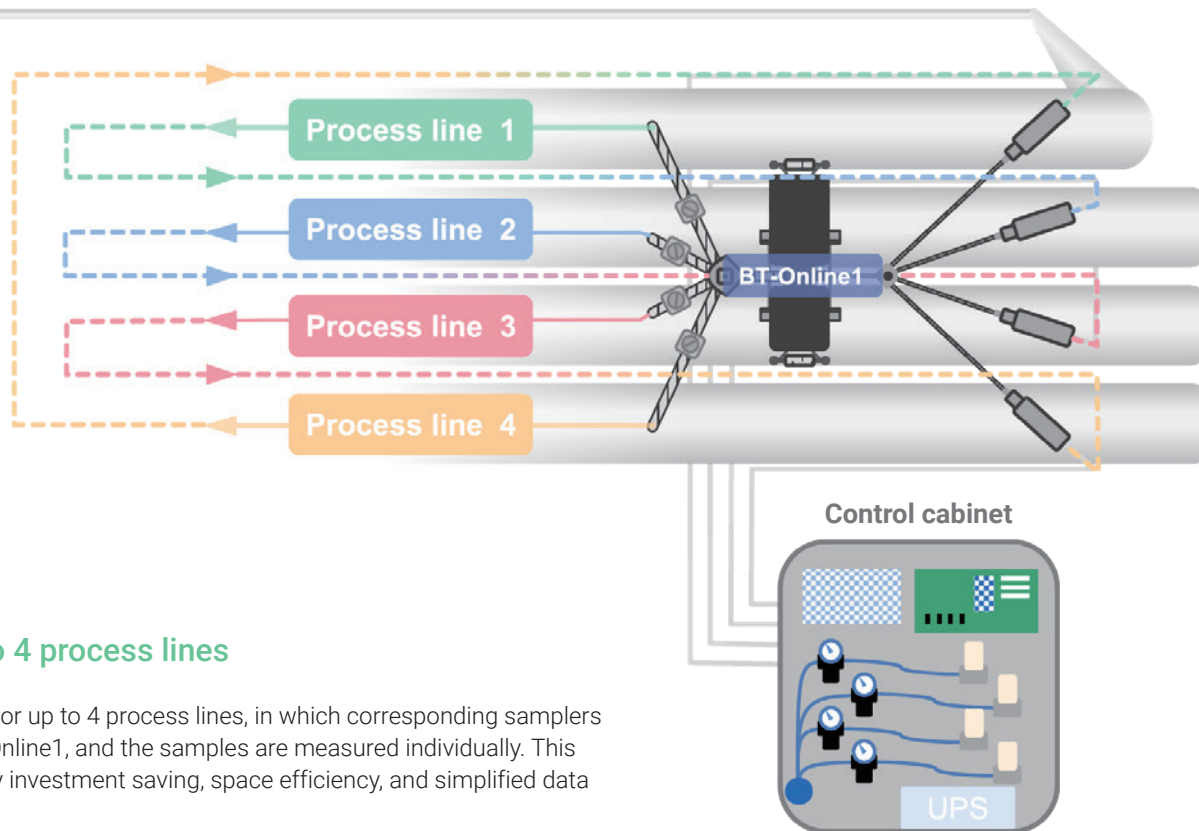 Process line 1
Process line 2
BT-Online1
Process line 3
Process line 4
Control cabinet
4 process lines
or up to 4 process lines, in which corresponding samplers
nline1, and the samples are measured individually. This
investment saving, space efficiency, and simplified data
UPS